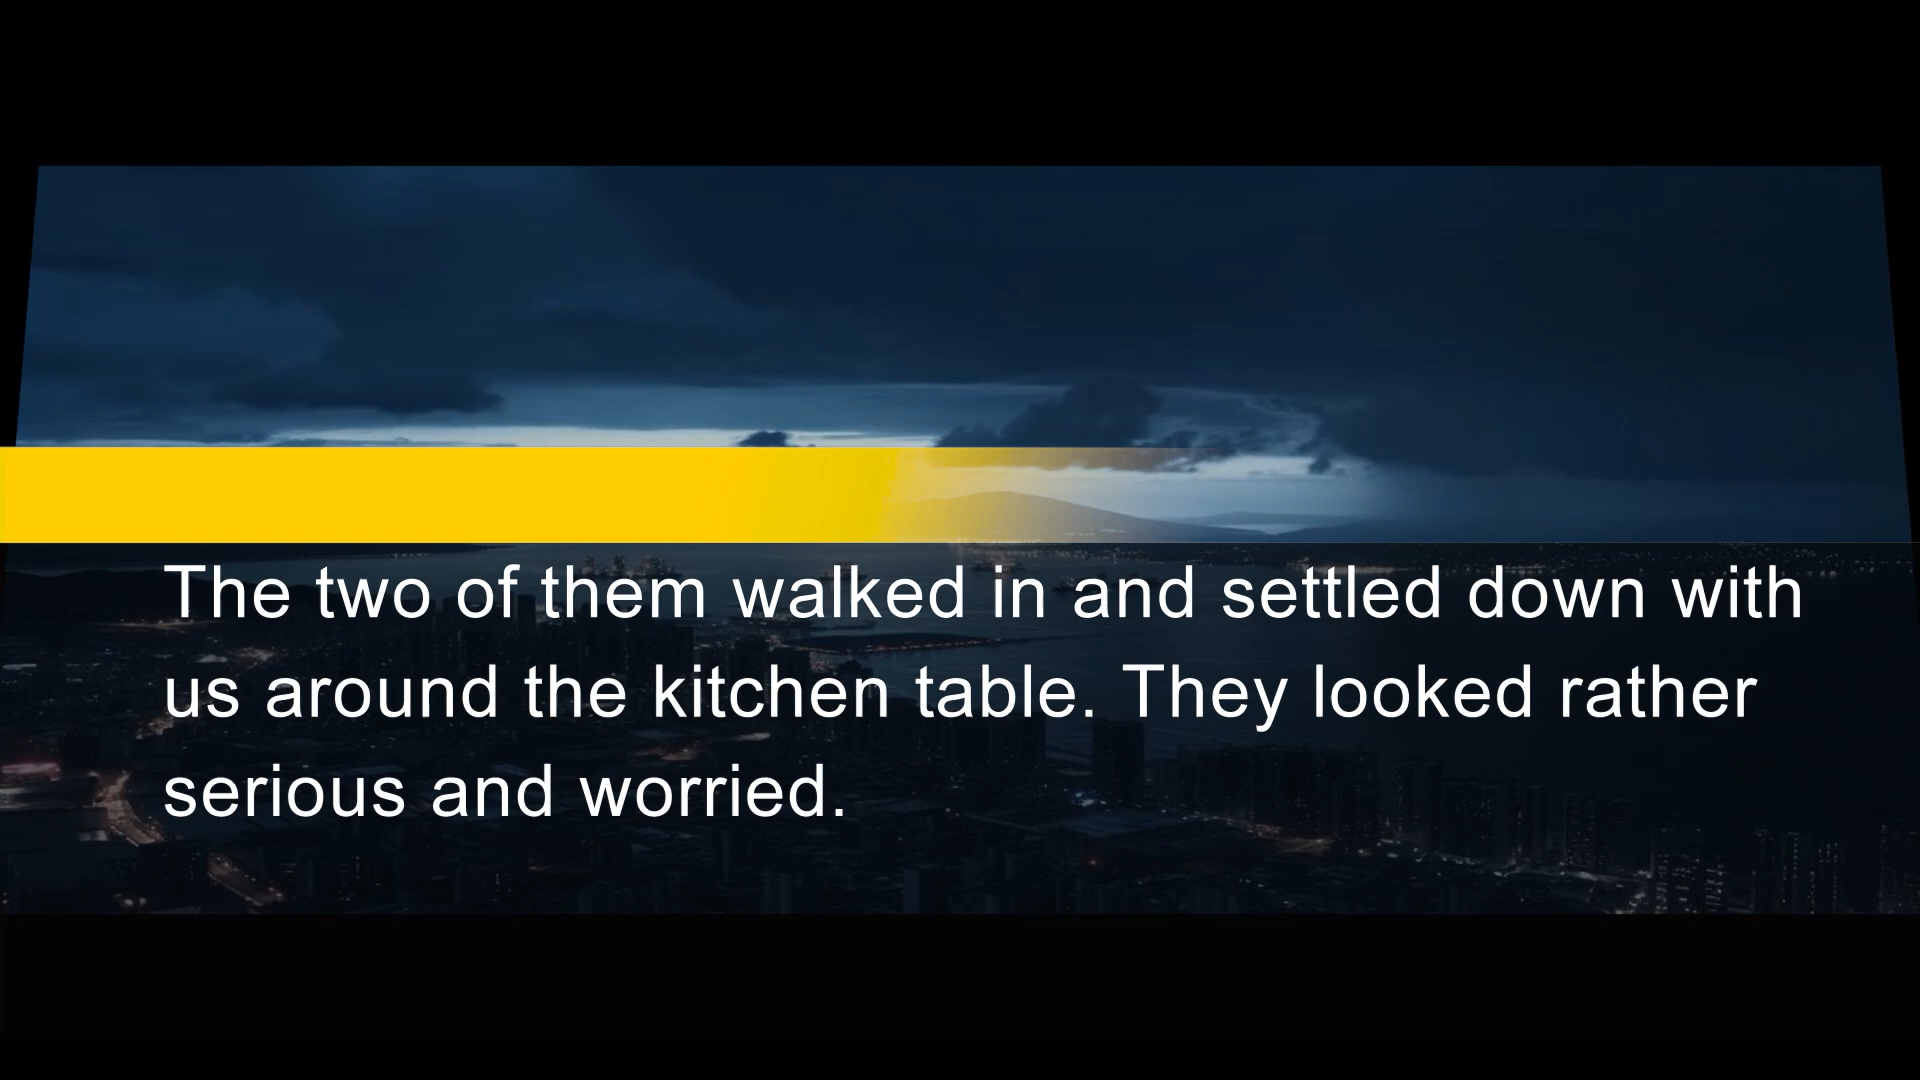 The two of them walked in and settled down with
us around the kitchen table. They looked rather
serious and worried.